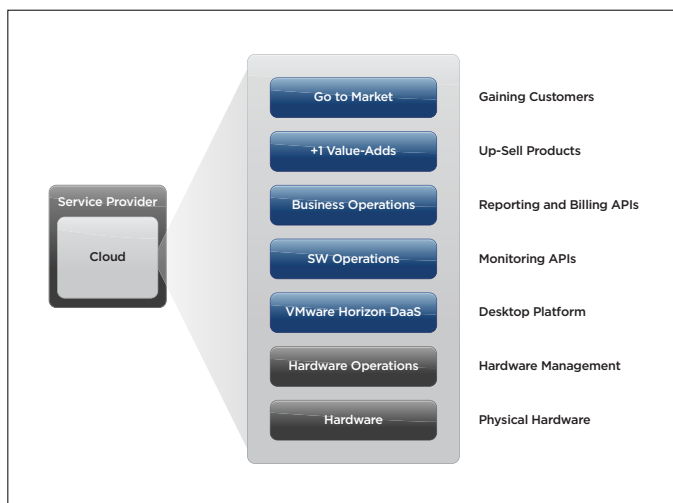 Go to Market Gaining Customers
+1 Value-Adds Up-Sell Products
Service Provider
Business Operations Reporting and Billing APIs
Cloud
SW Operations Monitoring APIs
VMware Horizon DaaS Desktop Platform
Hardware Operations Hardware Management
Hardware Physical Hardware